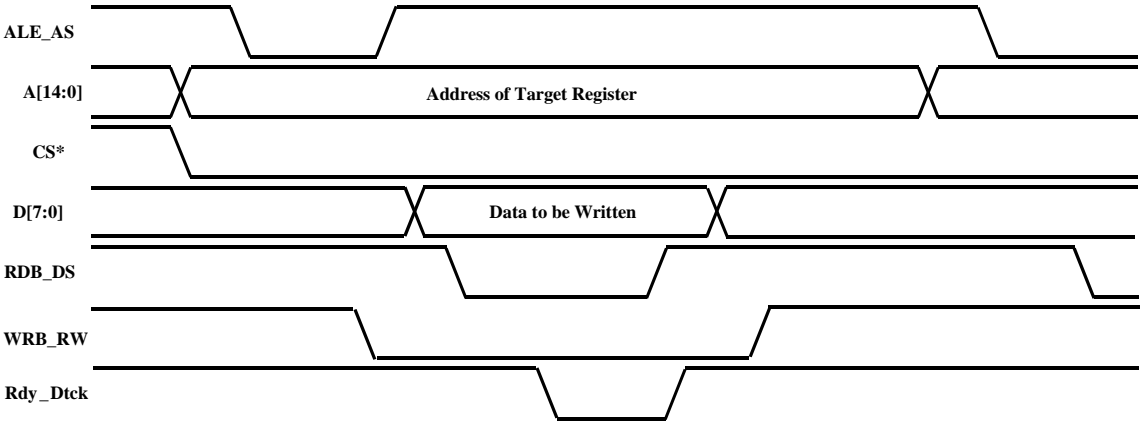 ALE_AS
A[14:0]
Address of Target Register
CS*
D[7:0]
Data to be Written
RDB_DS
WRB_RW
Rdy_Dtck